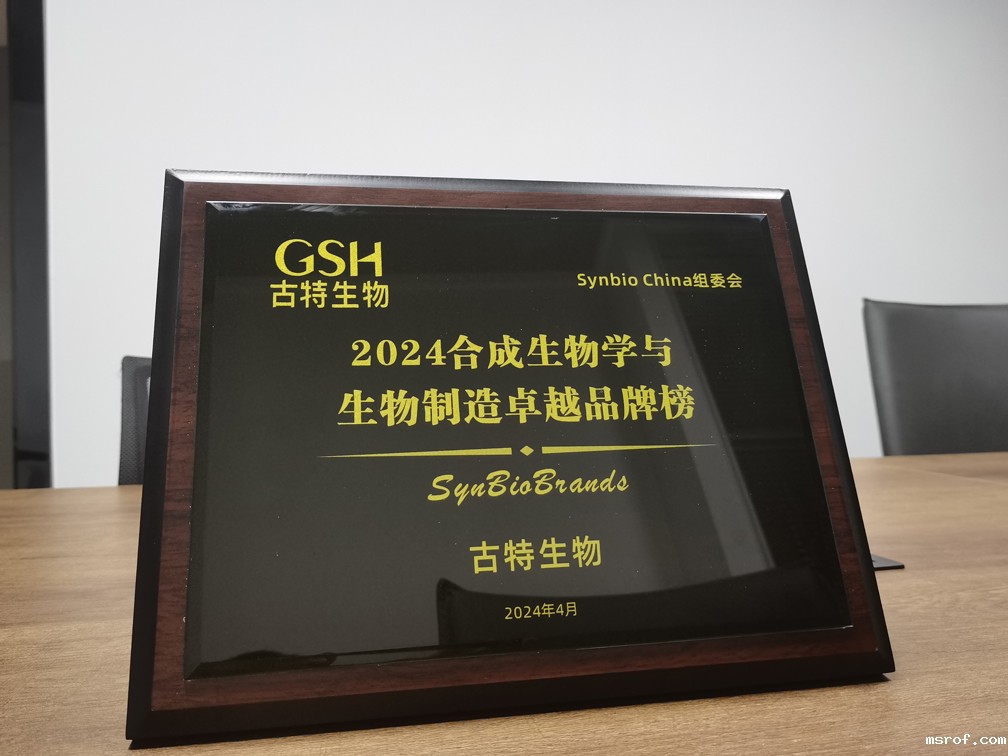 GSH
古特生物
Synbio China组委会
2024合成生物学与
生物制造卓越品牌榜
SynBioBrands
古特生物
2024年4月
msrof.com